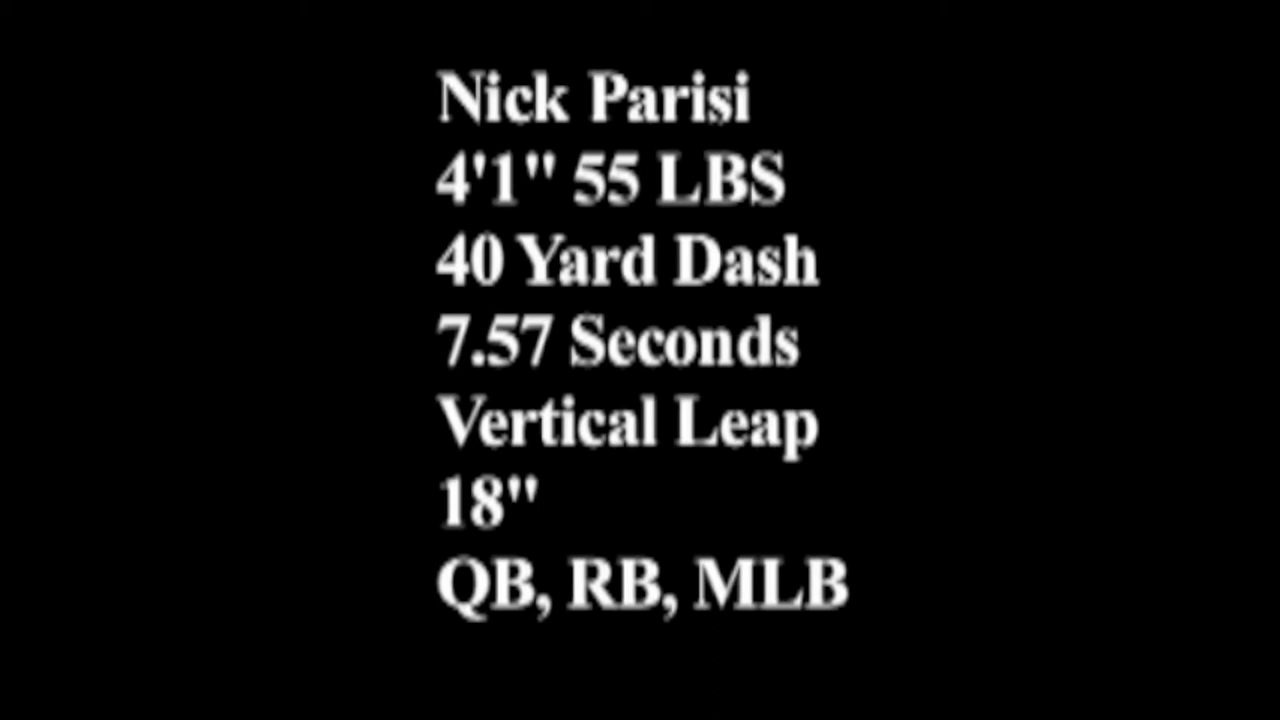 Nick Parisi
4'1" 55 LBS
40 Yard Dash
7.57 Seconds
Vertical Leap
18"
QB, RB, MLB